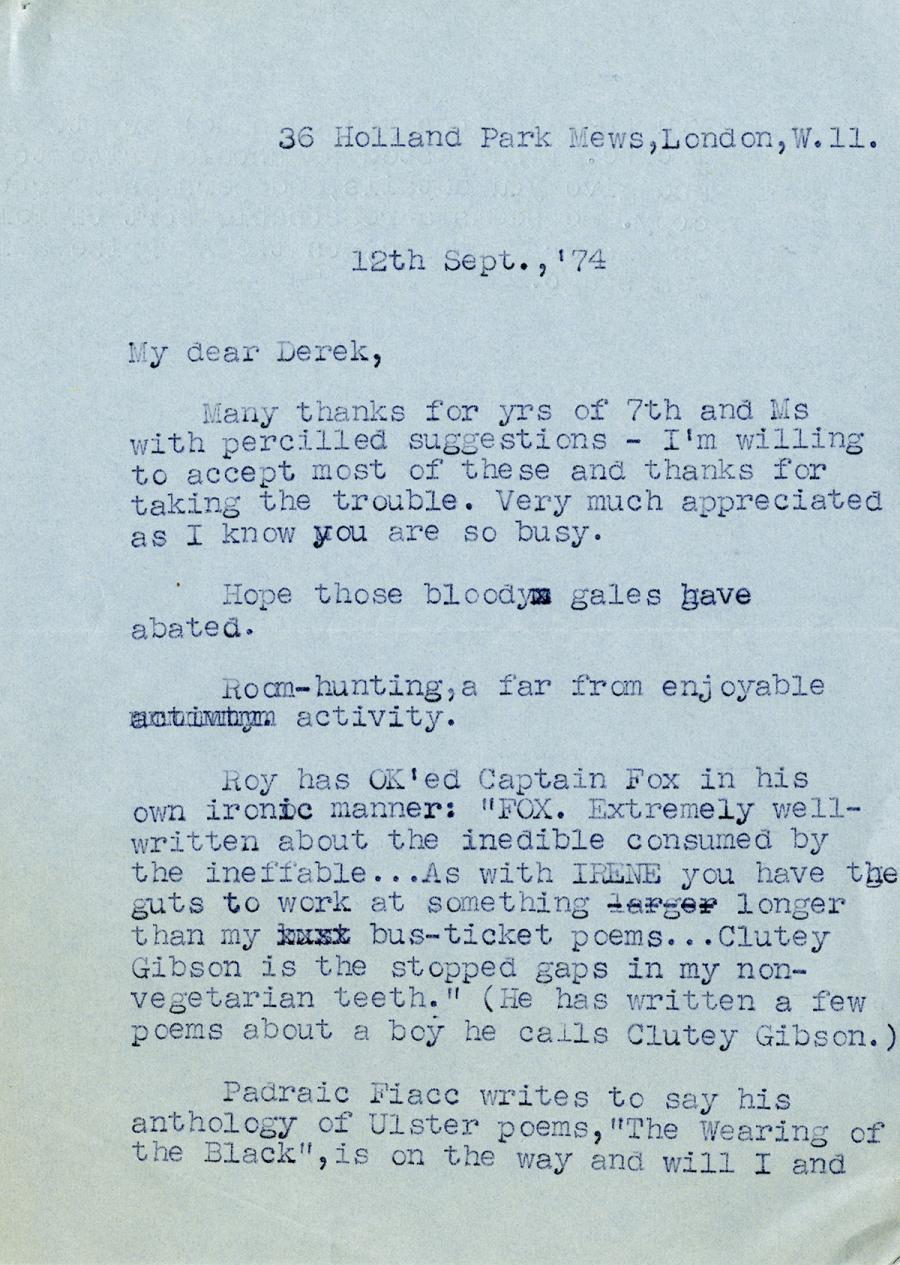 36 Holland Park Mews,London,W.11.
12th Sept.,'74
My dear Derek,
Many thanks for yrs of 7th and Ms
with percilled suggestions - I'm willing
to accept most of these and thanks for
taking the trouble. Very much appreciated
as I know you are so busy.
Hope those bloody gales have
abated.
Room-hunting,a far from enjoyable
activity.
Roy has OK'ed Captain Fox in his
own ironic manner: "FOX. Extremely well-
written about the inedible consumed by
the ineffable...As with IRENE you have the
guts to work at something larger longer
than my bus-ticket poems...Clutey
Gibson is the stopped gaps in my non-
vegetarian teeth." (He has written a few
poems about a boy he calls Clutey Gibson.)
Padraic Fiacc writes to say his
anthology of Ulster poems,"The Wearing of
the Black",is on the way and will I and